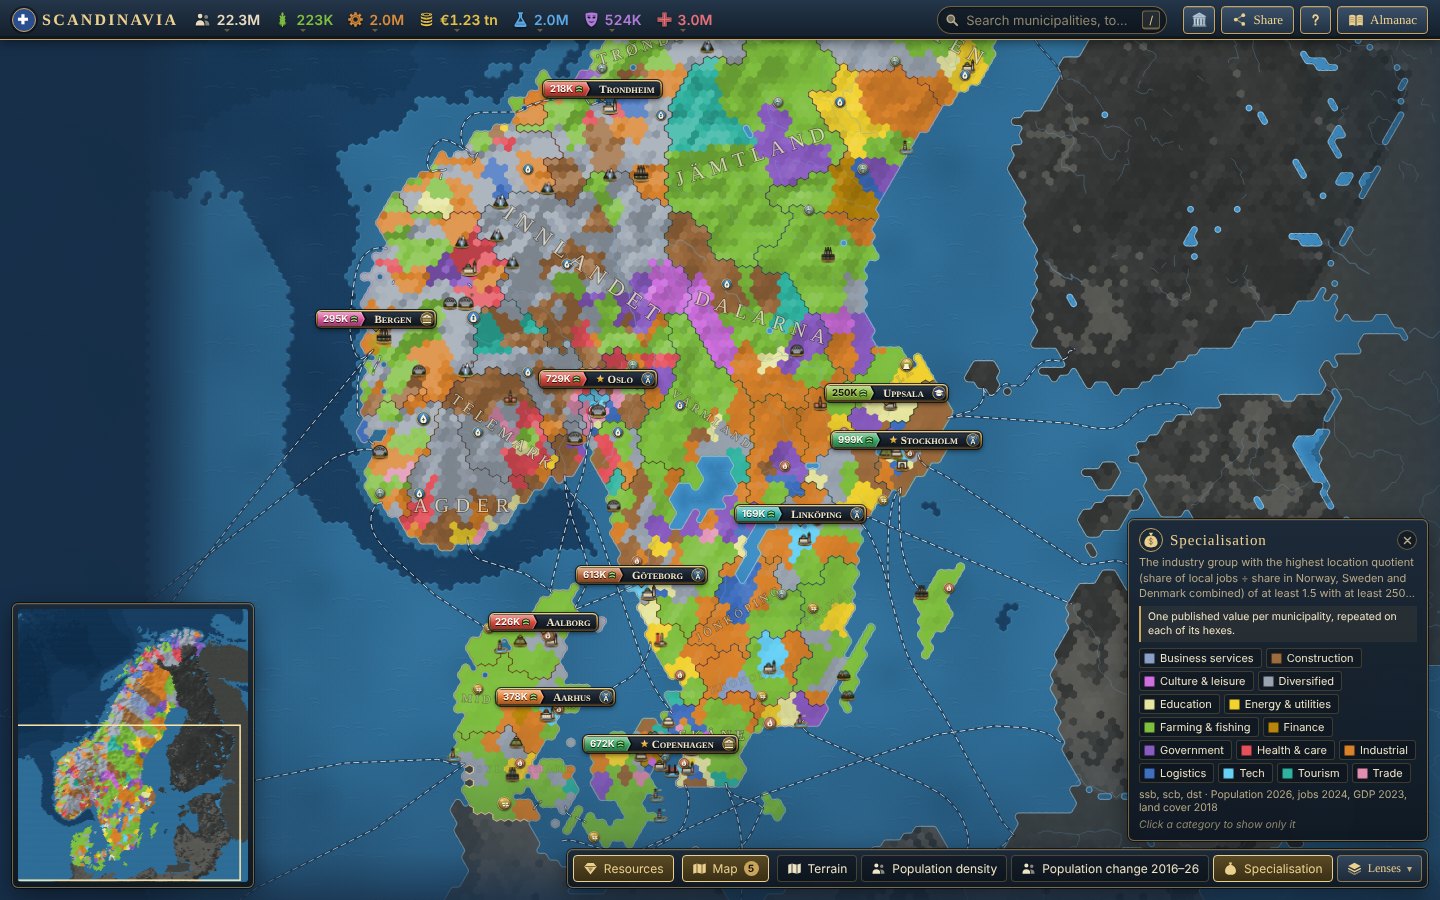 SCANDINAVIA 22.3M 223K 2.0M €1.23 tn 2.0M 524K 3.0M Search municipalities, to... / Share ? Almanac
TROND
218K Trondheim
JÄMTLAND
INNLANDET
DALARNA
295K Bergen
729K Oslo
250K Uppsala
VÄRMLAND
TELEMARK
999K Stockholm
AGDER
169K Linköping
613K Göteborg
JÖNKÖPING
226K Aalborg
378K Aarhus
672K Copenhagen
Specialisation
The industry group with the highest location quotient
(share of local jobs ÷ share in Norway, Sweden and
Denmark combined) of at least 1.5 with at least 250...
One published value per municipality, repeated on
each of its hexes.
Business services Construction
Culture & leisure Diversified
Education Energy & utilities
Farming & fishing Finance
Government Health & care Industrial
Logistics Tech Tourism Trade
ssb, scb, dst · Population 2026, jobs 2024, GDP 2023,
land cover 2018
Click a category to show only it
Resources Map 5 Terrain Population density Population change 2016–26 Specialisation Lenses